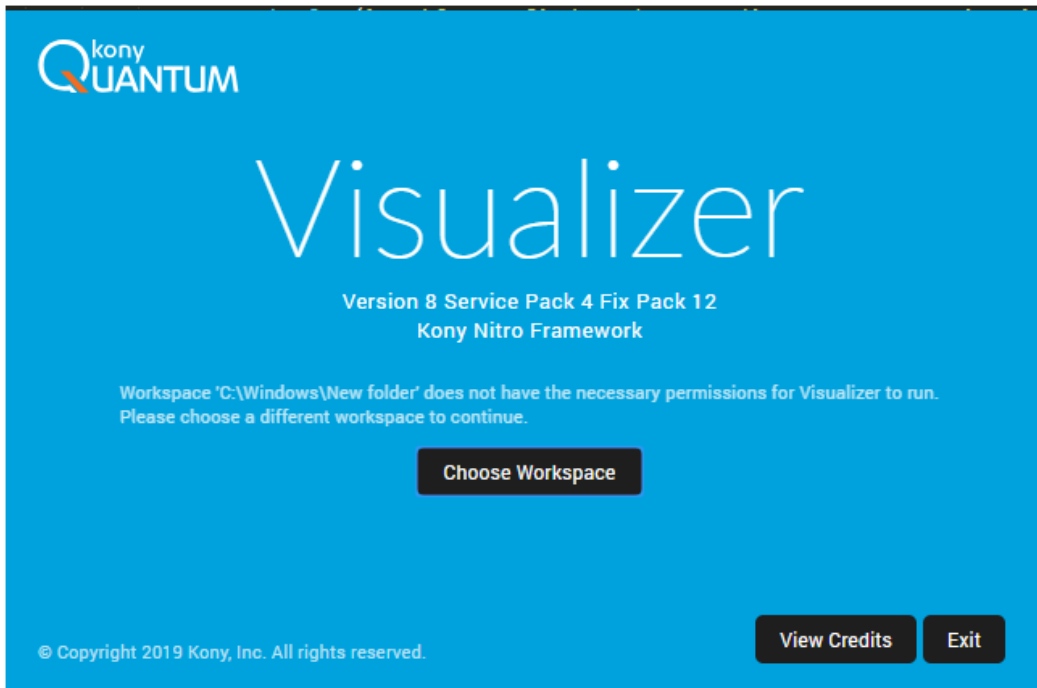 kony
QUANTUM
Visualizer
Version 8 Service Pack 4 Fix Pack 12
Kony Nitro Framework
Workspace 'C:\Windows\New folder' does not have the necessary permissions for Visualizer to run.
Please choose a different workspace to continue.
Choose Workspace
View Credits
Exit
© Copyright 2019 Kony, Inc. All rights reserved.